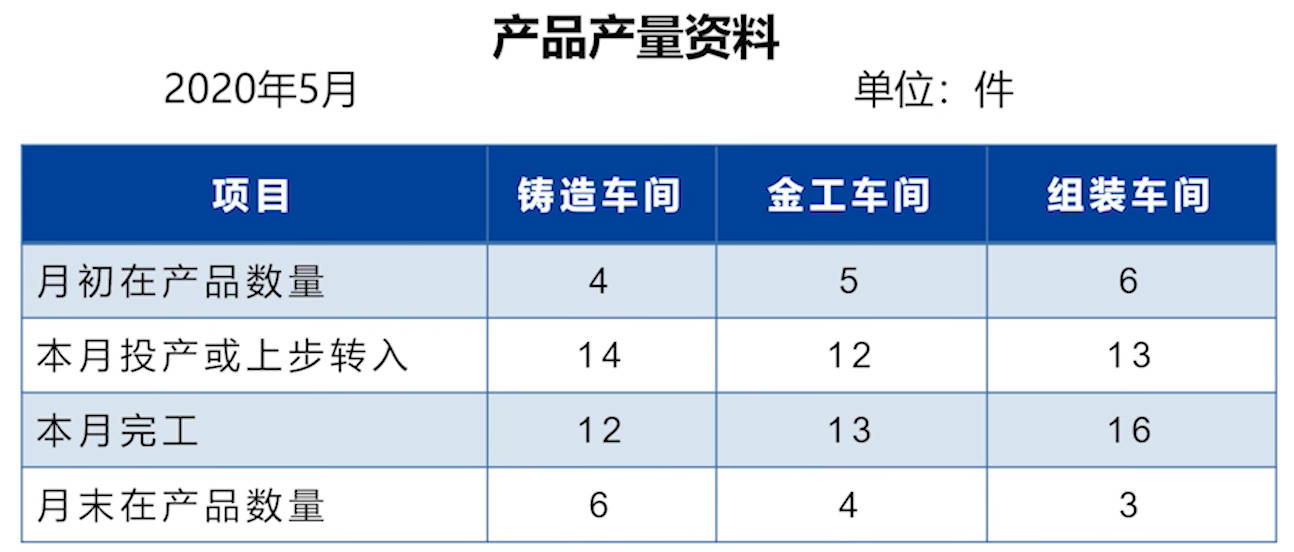 产品产量资料
2020年5月 单位：件
项目 铸造车间 金工车间 组装车间
月初在产品数量 4 5 6
本月投产或上步转入 14 12 13
本月完工 12 13 16
月末在产品数量 6 4 3